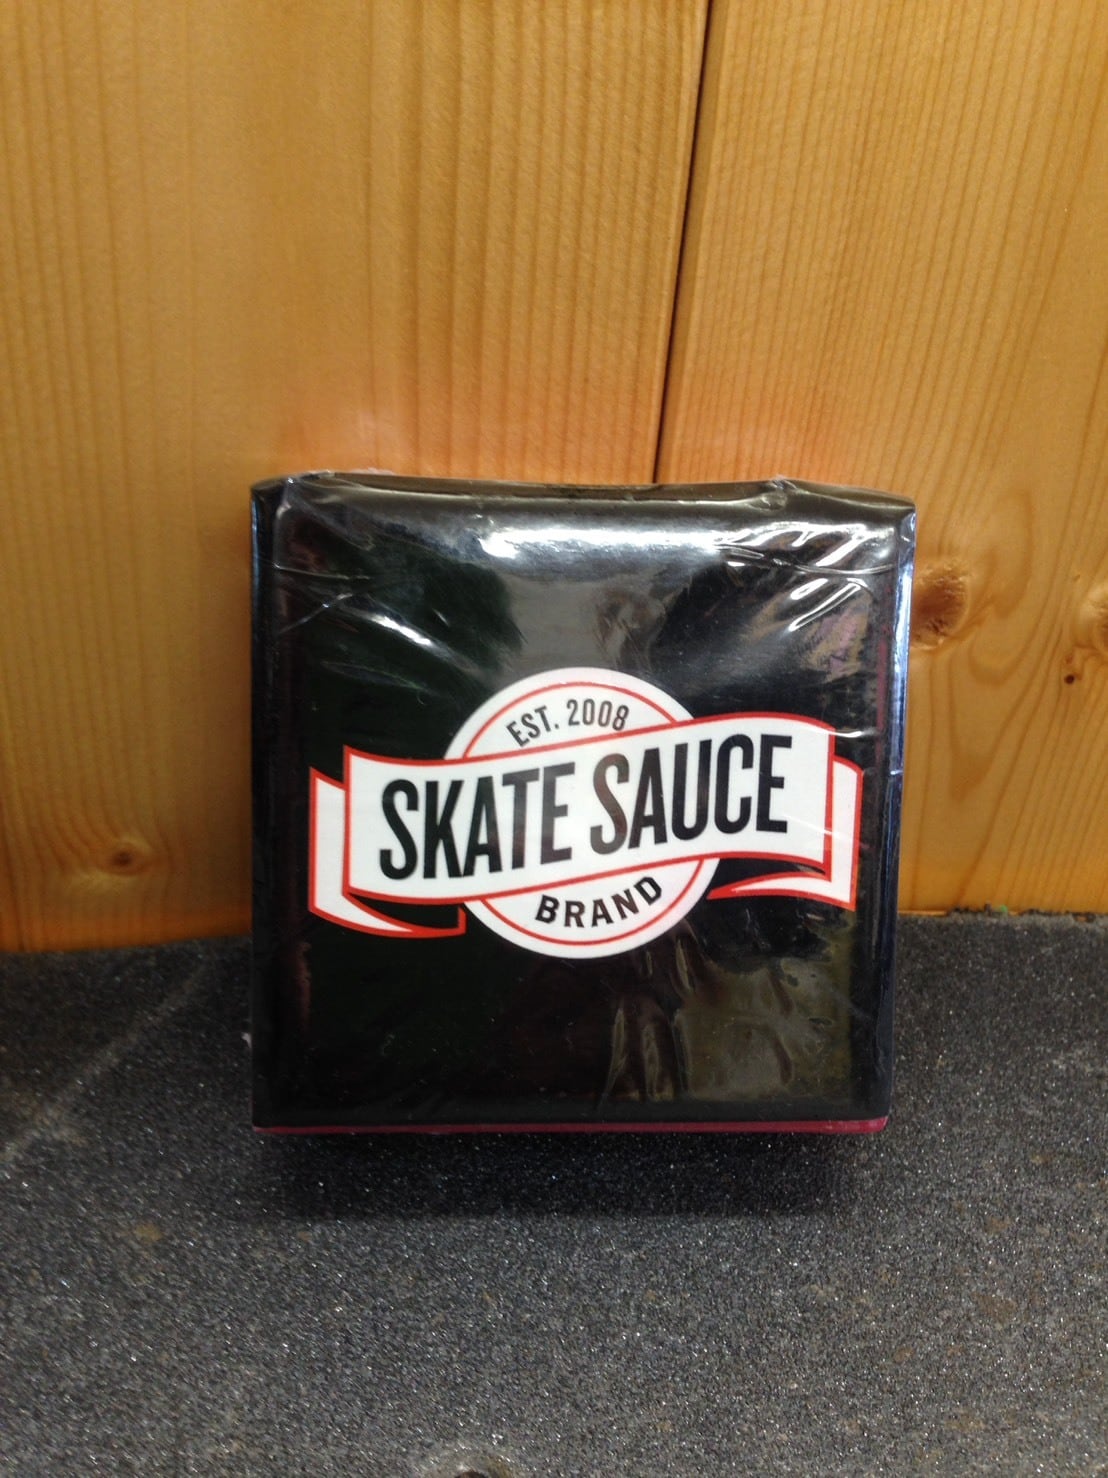 EST. 2008
SKATE SAUCE
BRAND